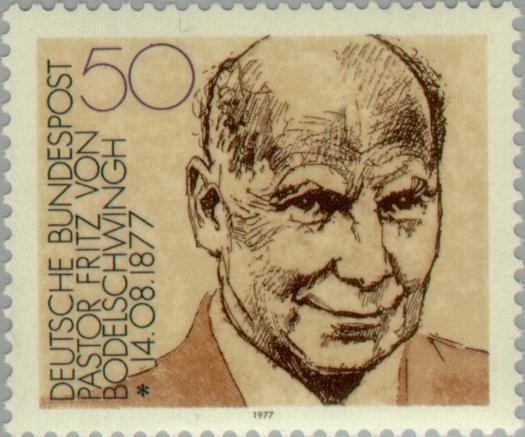 50
DEUTSCHE BUNDESPOST
PASTOR FRITZ VON
BODELSCHWINGH
* 14.08.1877
1977